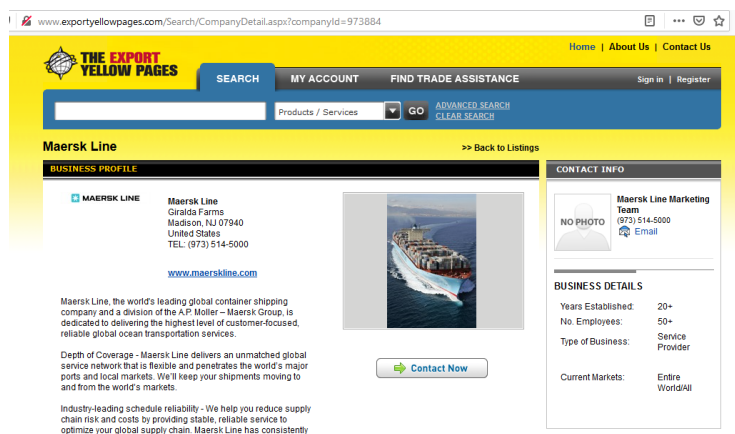 www.exportyellowpages.com/Search/CompanyDetail.aspx?companyId=973884
Home | About Us | Contact Us
THE EXPORT
YELLOW PAGES
SEARCH
MY ACCOUNT
FIND TRADE ASSISTANCE
Sign in | Register
Products / Services
GO
ADVANCED SEARCH
CLEAR SEARCH
Maersk Line
>> Back to Listings
BUSINESS PROFILE
MAERSK LINE
Maersk Line
Giralda Farms
Madison, NJ 07940
United States
TEL: (973) 514-5000
www.maerskline.com
Maersk Line, the world's leading global container shipping
company and a division of the A.P. Moller – Maersk Group, is
dedicated to delivering the highest level of customer-focused,
reliable global ocean transportation services.
Depth of Coverage - Maersk Line delivers an unmatched global
service network that is flexible and penetrates the world's major
ports and local markets. We'll keep your shipments moving to
and from the world's markets.
Industry-leading schedule reliability - We help you reduce supply
chain risk and costs by providing stable, reliable service to
optimize your global supply chain. Maersk Line has consistently
Contact Now
CONTACT INFO
NO PHOTO
Maersk Line Marketing
Team
(973) 514-5000
Email
BUSINESS DETAILS
Years Established: 20+
No. Employees: 50+
Type of Business: Service
Provider
Current Markets: Entire
World/All